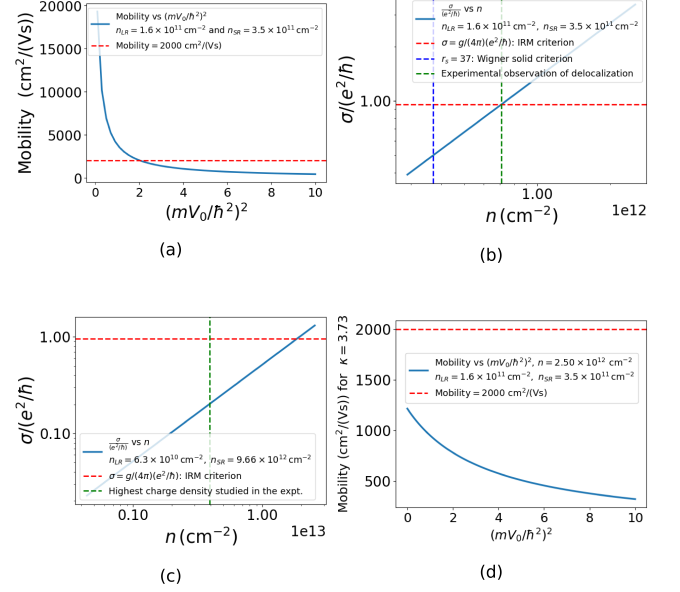 20000
15000
10000
5000
0
Mobility (cm²/(Vs))
Mobility vs (mV₀/ħ²)²
n_LR = 1.6 × 10¹¹ cm⁻² and n_SR = 3.5 × 10¹¹ cm⁻²
Mobility = 2000 cm²/(Vs)
0 2 4 6 8 10
(mV₀/ħ²)²
(a)
σ/(e²/ħ)
1.00
σ/(e²/ħ) vs n
n_LR = 1.6 × 10¹¹ cm⁻², n_SR = 3.5 × 10¹¹ cm⁻²
σ = g/(4π)(e²/ħ): IRM criterion
r_s = 37: Wigner solid criterion
Experimental observation of delocalization
1.00
1e12
n (cm⁻²)
(b)
σ/(e²/ħ)
1.00
0.10
σ/(e²/ħ) vs n
n_LR = 6.3 × 10¹⁰ cm⁻², n_SR = 9.66 × 10¹² cm⁻²
σ = g/(4π)(e²/ħ): IRM criterion
Highest charge density studied in the expt.
0.10 1.00
1e13
n (cm⁻²)
(c)
Mobility (cm²/(Vs)) for κ = 3.73
2000
1500
1000
500
Mobility vs (mV₀/ħ²)², n = 2.50 × 10¹² cm⁻²
n_LR = 1.6 × 10¹¹ cm⁻², n_SR = 3.5 × 10¹¹ cm⁻²
Mobility = 2000 cm²/(Vs)
0 2 4 6 8 10
(mV₀/ħ²)²
(d)